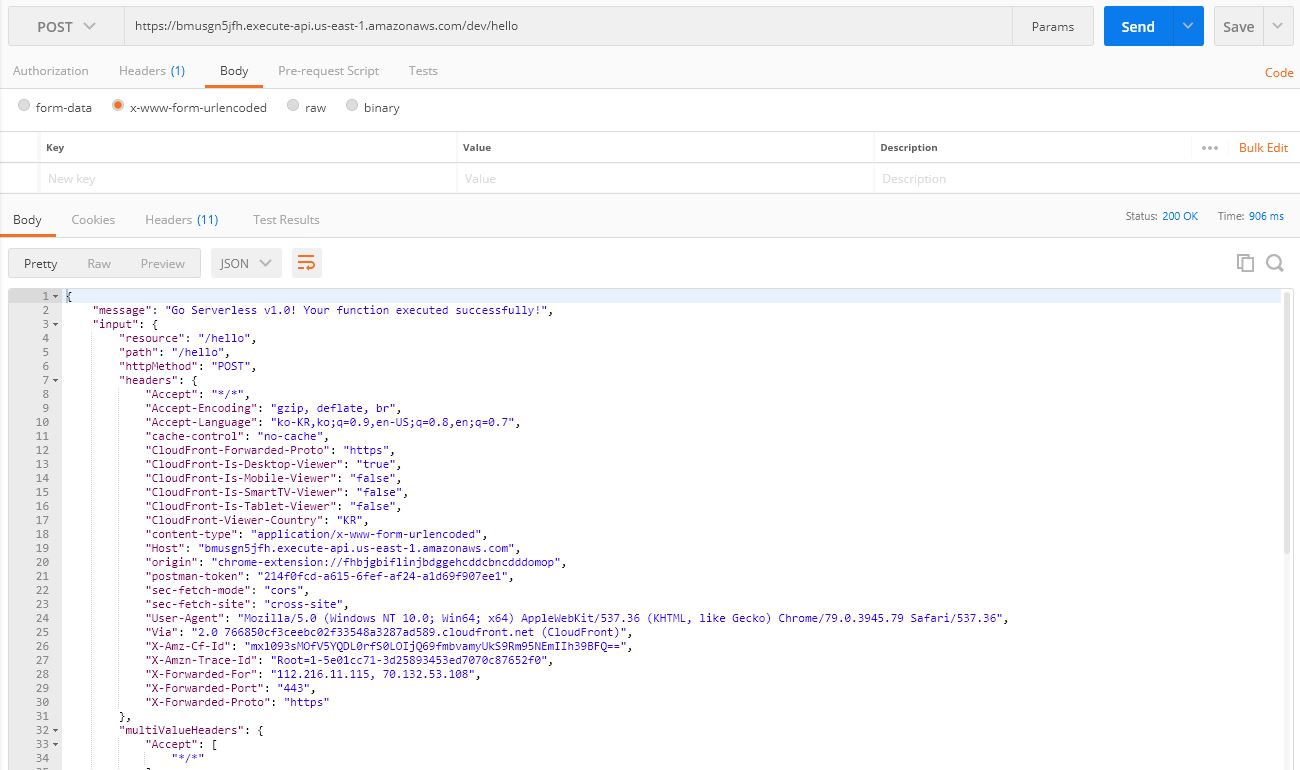 POST https://bmusgn5jfh.execute-api.us-east-1.amazonaws.com/dev/hello Params Send Save
Authorization Headers (1) Body Pre-request Script Tests Code
form-data x-www-form-urlencoded raw binary
Key Value Description ••• Bulk Edit
New key Value Description
Body Cookies Headers (11) Test Results Status: 200 OK Time: 906 ms
Pretty Raw Preview JSON
1 {
2 "message": "Go Serverless v1.0! Your function executed successfully!",
3 "input": {
4 "resource": "/hello",
5 "path": "/hello",
6 "httpMethod": "POST",
7 "headers": {
8 "Accept": "*/*",
9 "Accept-Encoding": "gzip, deflate, br",
10 "Accept-Language": "ko-KR,ko;q=0.9,en-US;q=0.8,en;q=0.7",
11 "cache-control": "no-cache",
12 "CloudFront-Forwarded-Proto": "https",
13 "CloudFront-Is-Desktop-Viewer": "true",
14 "CloudFront-Is-Mobile-Viewer": "false",
15 "CloudFront-Is-SmartTV-Viewer": "false",
16 "CloudFront-Is-Tablet-Viewer": "false",
17 "CloudFront-Viewer-Country": "KR",
18 "content-type": "application/x-www-form-urlencoded",
19 "Host": "bmusgn5jfh.execute-api.us-east-1.amazonaws.com",
20 "origin": "chrome-extension://fhbjgbiflinjbdggehcddcbncdddomop",
21 "postman-token": "214f0fcd-a615-6fef-af24-a1d69f907ee1",
22 "sec-fetch-mode": "cors",
23 "sec-fetch-site": "cross-site",
24 "User-Agent": "Mozilla/5.0 (Windows NT 10.0; Win64; x64) AppleWebKit/537.36 (KHTML, like Gecko) Chrome/79.0.3945.79 Safari/537.36",
25 "Via": "2.0 766850cf3ceebc02f33548a3287ad589.cloudfront.net (CloudFront)",
26 "X-Amz-Cf-Id": "mxl093sMOfV5YQDL0rfS0LOIjQ69fmbvamyUkS9Rm95NEmIIh39BFQ==",
27 "X-Amzn-Trace-Id": "Root=1-5e01cc71-3d25893453ed7070c87652f0",
28 "X-Forwarded-For": "112.216.11.115, 70.132.53.108",
29 "X-Forwarded-Port": "443",
30 "X-Forwarded-Proto": "https"
31 },
32 "multiValueHeaders": {
33 "Accept": [
34 "*/*"